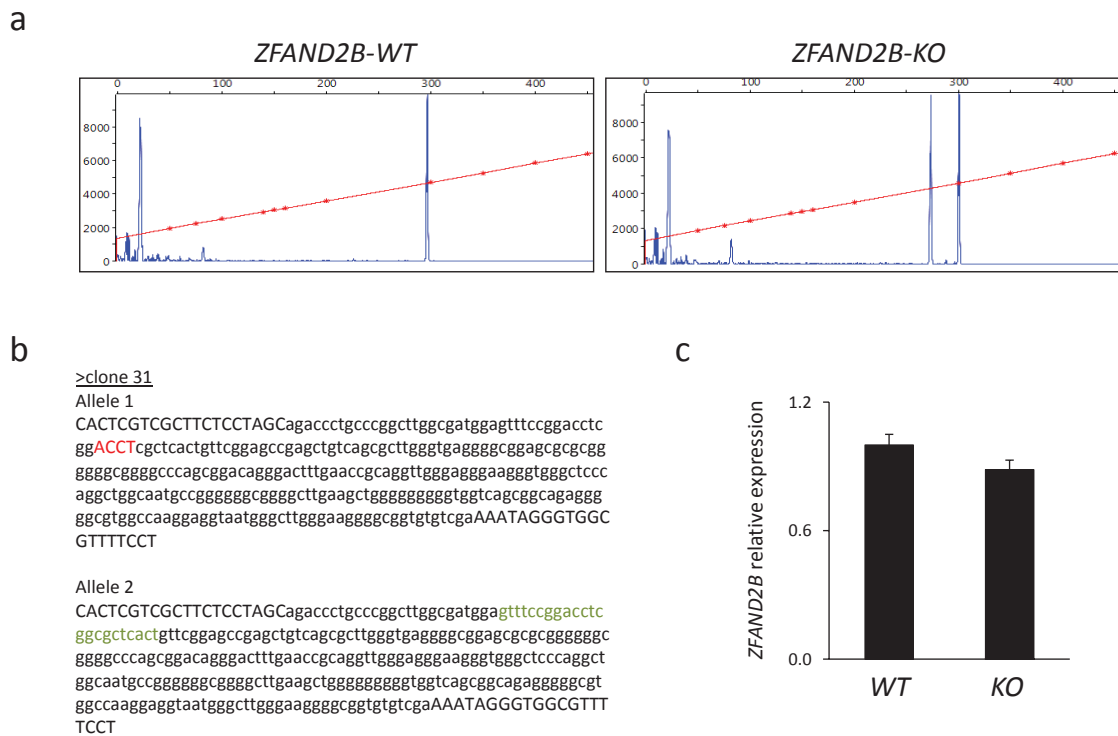 a
ZFAND2B-WT
ZFAND2B-KO
0 100 200 300 400
0 100 200 300 400
8000
6000
4000
2000
0
8000
6000
4000
2000
0
b
>clone 31
Allele 1
CACTCGTCGCTTCTCCTAGCagaccctgcccggcttggcgatggagtttccggacctc
ggACCTcgctcactgttcggagccgagctgtcagcgcttgggtgaggggcggagcgcgcgg
gggggcggggcccagcggacagggactttgaaccgcaggttgggagggaagggtgggctccc
aggctggcaatgccggggggcggggcttgaagctgggggggggtggtcagcggcagaggg
ggcgtggccaaggaggtaatgggcttgggaaggggcggtgtgtcgaAAATAGGGTGGC
GTTTTCCT
Allele 2
CACTCGTCGCTTCTCCTAGCagaccctgcccggcttggcgatggagtttccggacctc
ggcgctcactgttcggagccgagctgtcagcgcttgggtgaggggcggagcgcgcggggggc
ggggcccagcggacagggactttgaaccgcaggttgggagggaagggtgggctcccaggct
ggcaatgccggggggcggggcttgaagctgggggggggtggtcagcggcagagggggcgt
ggccaaggaggtaatgggcttgggaaggggcggtgtgtcgaAAATAGGGTGGCGTTT
TCCT
c
ZFAND2B relative expression
1.2
0.6
0.0
WT
KO